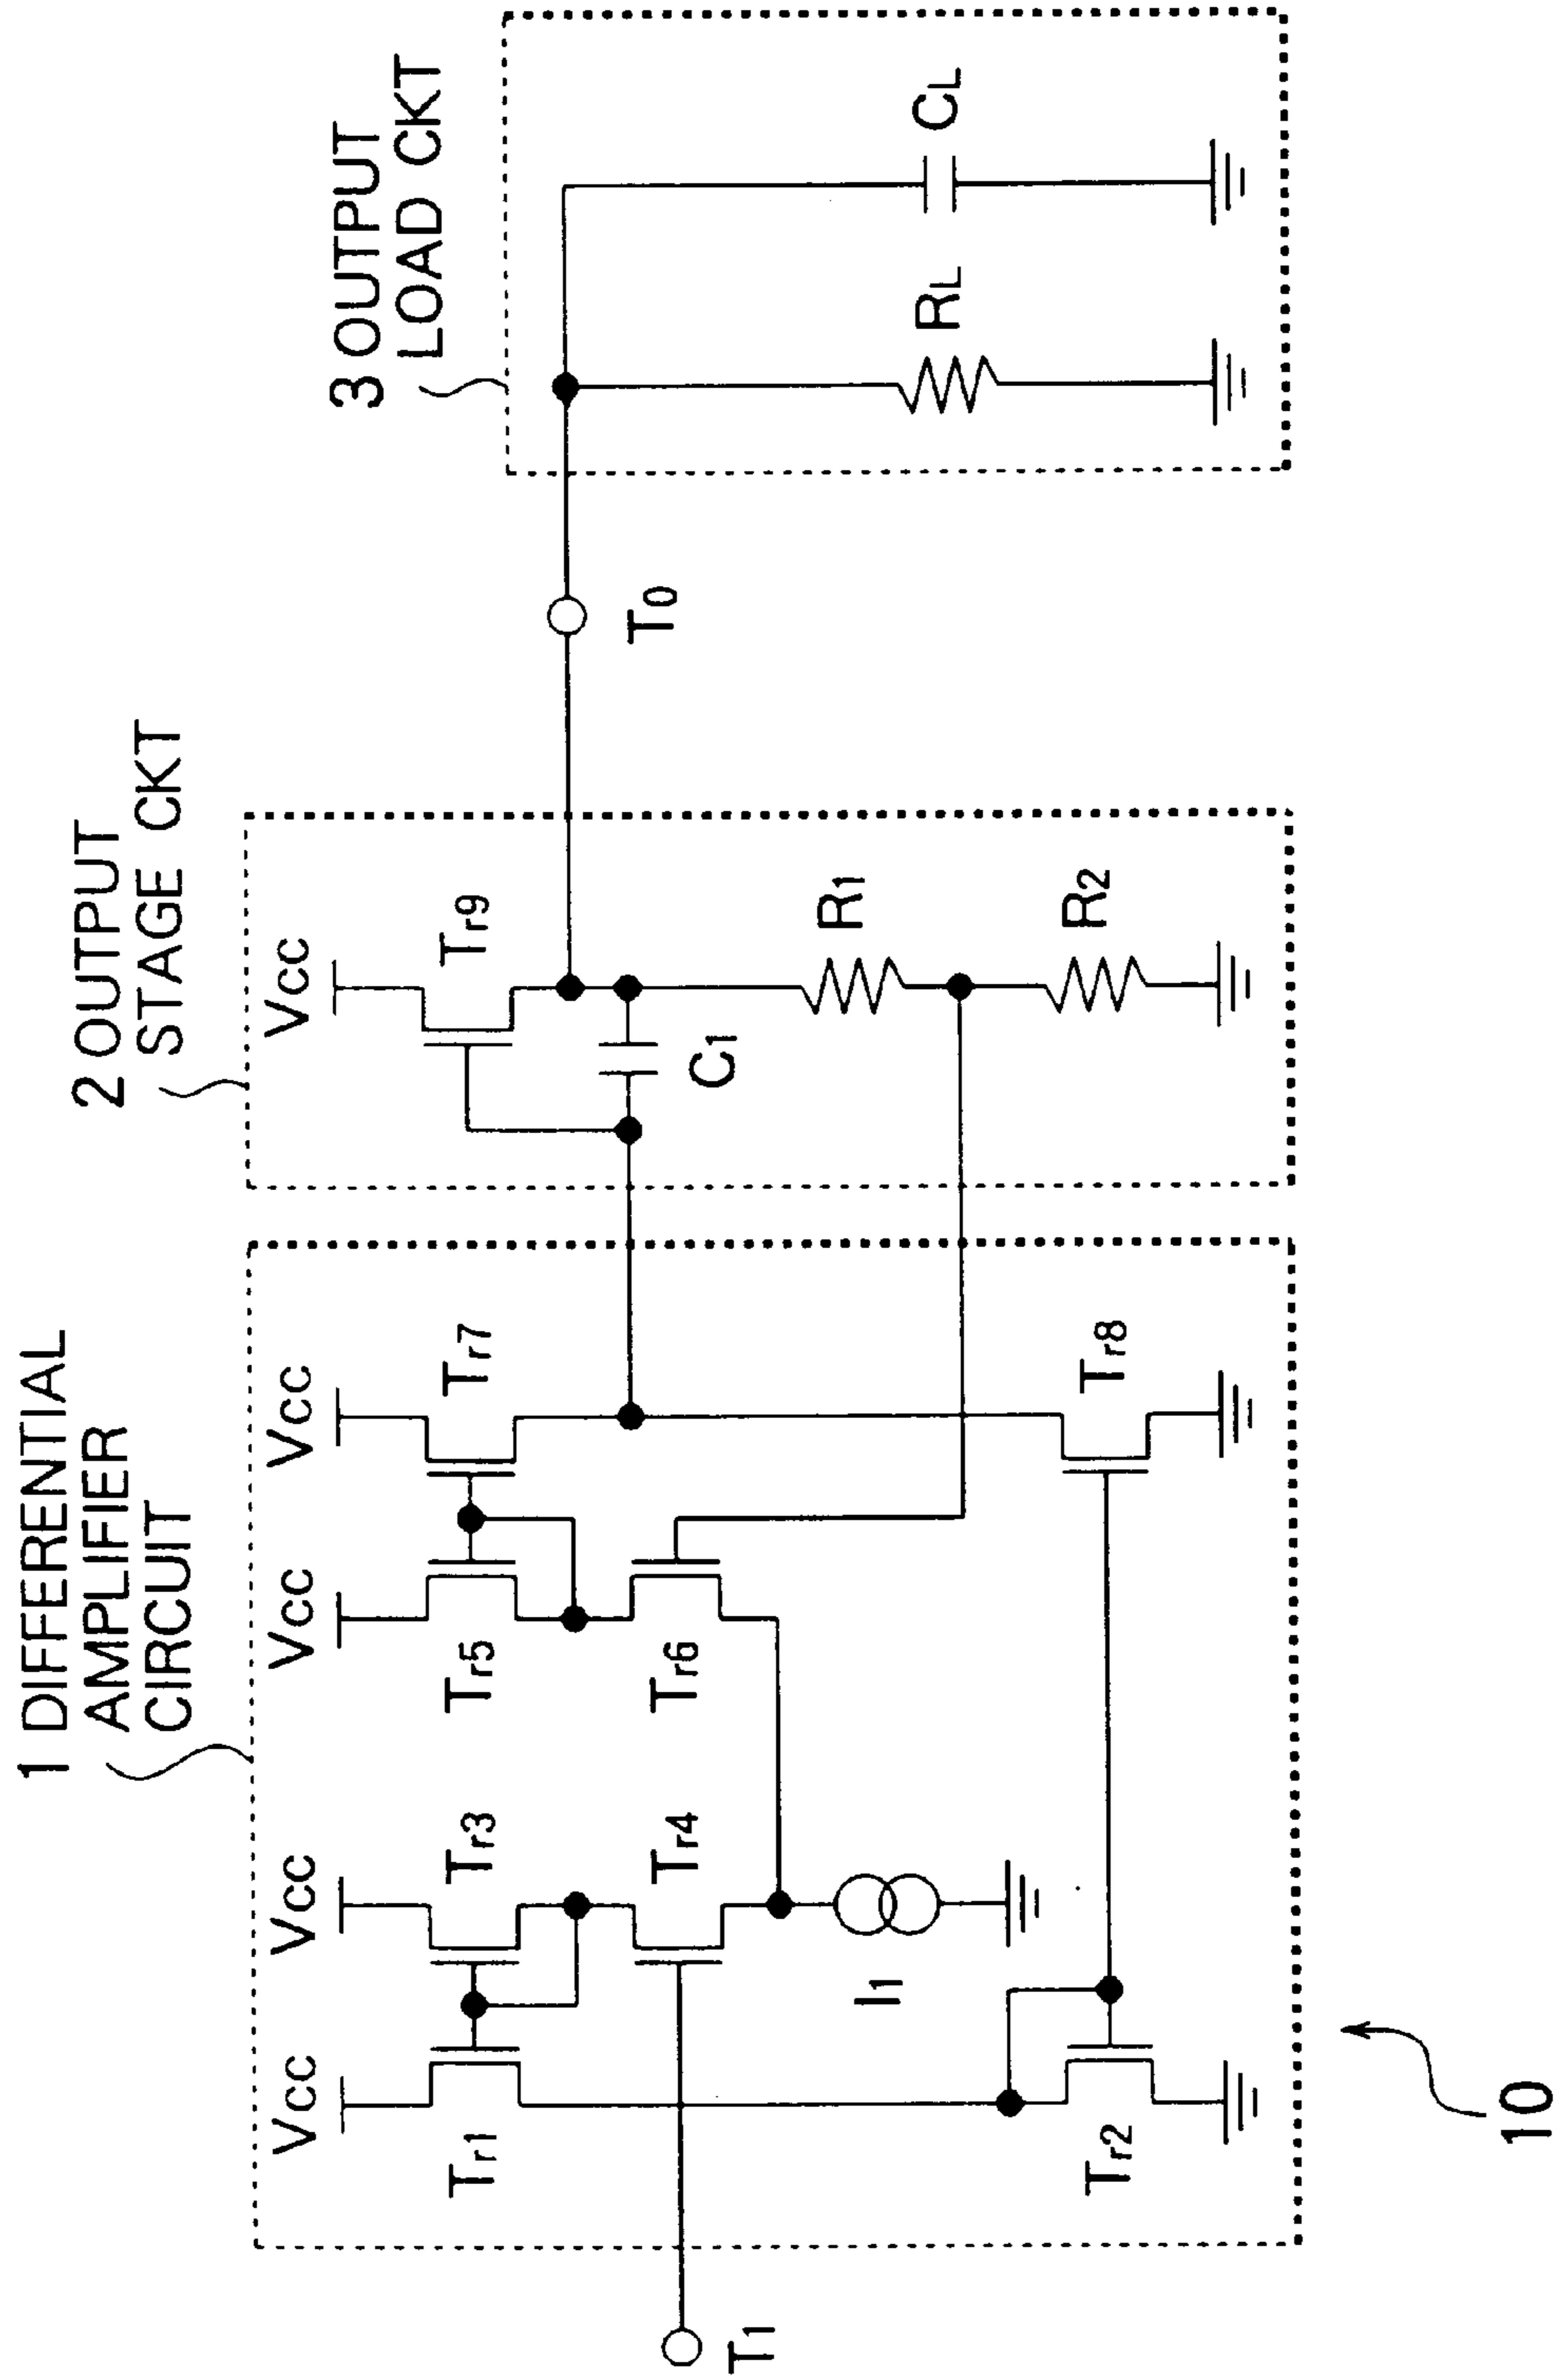 1 DIFFERENTIAL
AMPLIFIER
CIRCUIT
2 OUTPUT
STAGE CKT
3 OUTPUT
LOAD CKT
Vcc
Vcc
Vcc
Vcc
Vcc
Tr1
Tr3
Tr5
Tr7
Tr9
Tr4
Tr6
C1
T0
T1
I1
R1
RL
CL
Tr2
Tr8
R2
10